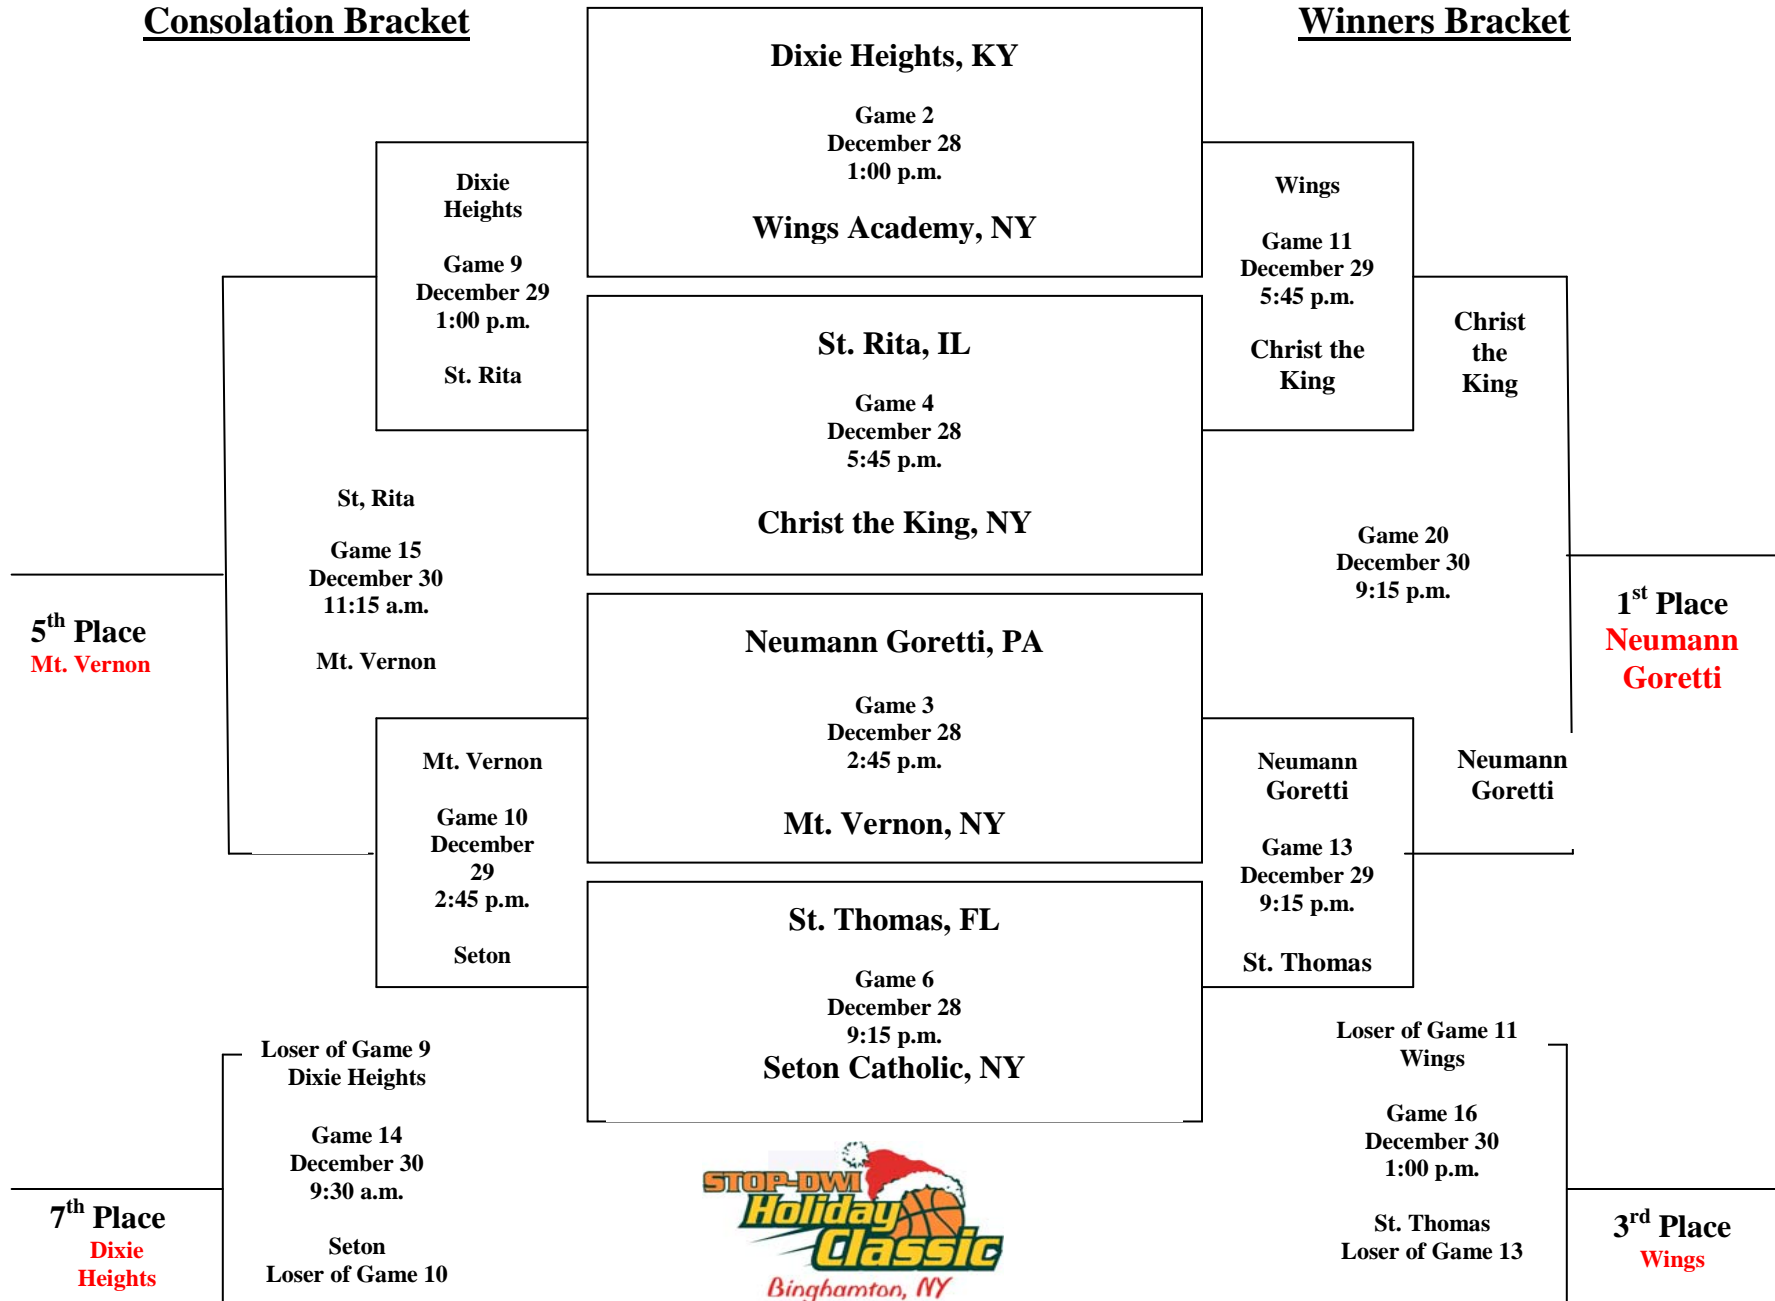 Consolation Bracket
Winners Bracket
Dixie Heights, KY
Game 2
December 28
1:00 p.m.
Wings Academy, NY
Dixie
Heights
Game 9
December 29
1:00 p.m.
St. Rita
Wings
Game 11
December 29
5:45 p.m.
Christ the
King
St. Rita, IL
Game 4
December 28
5:45 p.m.
Christ the King, NY
Christ
the
King
St, Rita
Game 15
December 30
11:15 a.m.
Mt. Vernon
Game 20
December 30
9:15 p.m.
5th Place
Mt. Vernon
1st Place
Neumann
Goretti
Neumann Goretti, PA
Game 3
December 28
2:45 p.m.
Mt. Vernon, NY
Mt. Vernon
Game 10
December
29
2:45 p.m.
Seton
Neumann
Goretti
Game 13
December 29
9:15 p.m.
St. Thomas
Neumann
Goretti
St. Thomas, FL
Game 6
December 28
9:15 p.m.
Seton Catholic, NY
Loser of Game 9
Dixie Heights
Game 14
December 30
9:30 a.m.
Seton
Loser of Game 10
7th Place
Dixie
Heights
Loser of Game 11
Wings
Game 16
December 30
1:00 p.m.
St. Thomas
Loser of Game 13
3rd Place
Wings
STOP-DWI
Holiday
Classic
Binghamton, NY